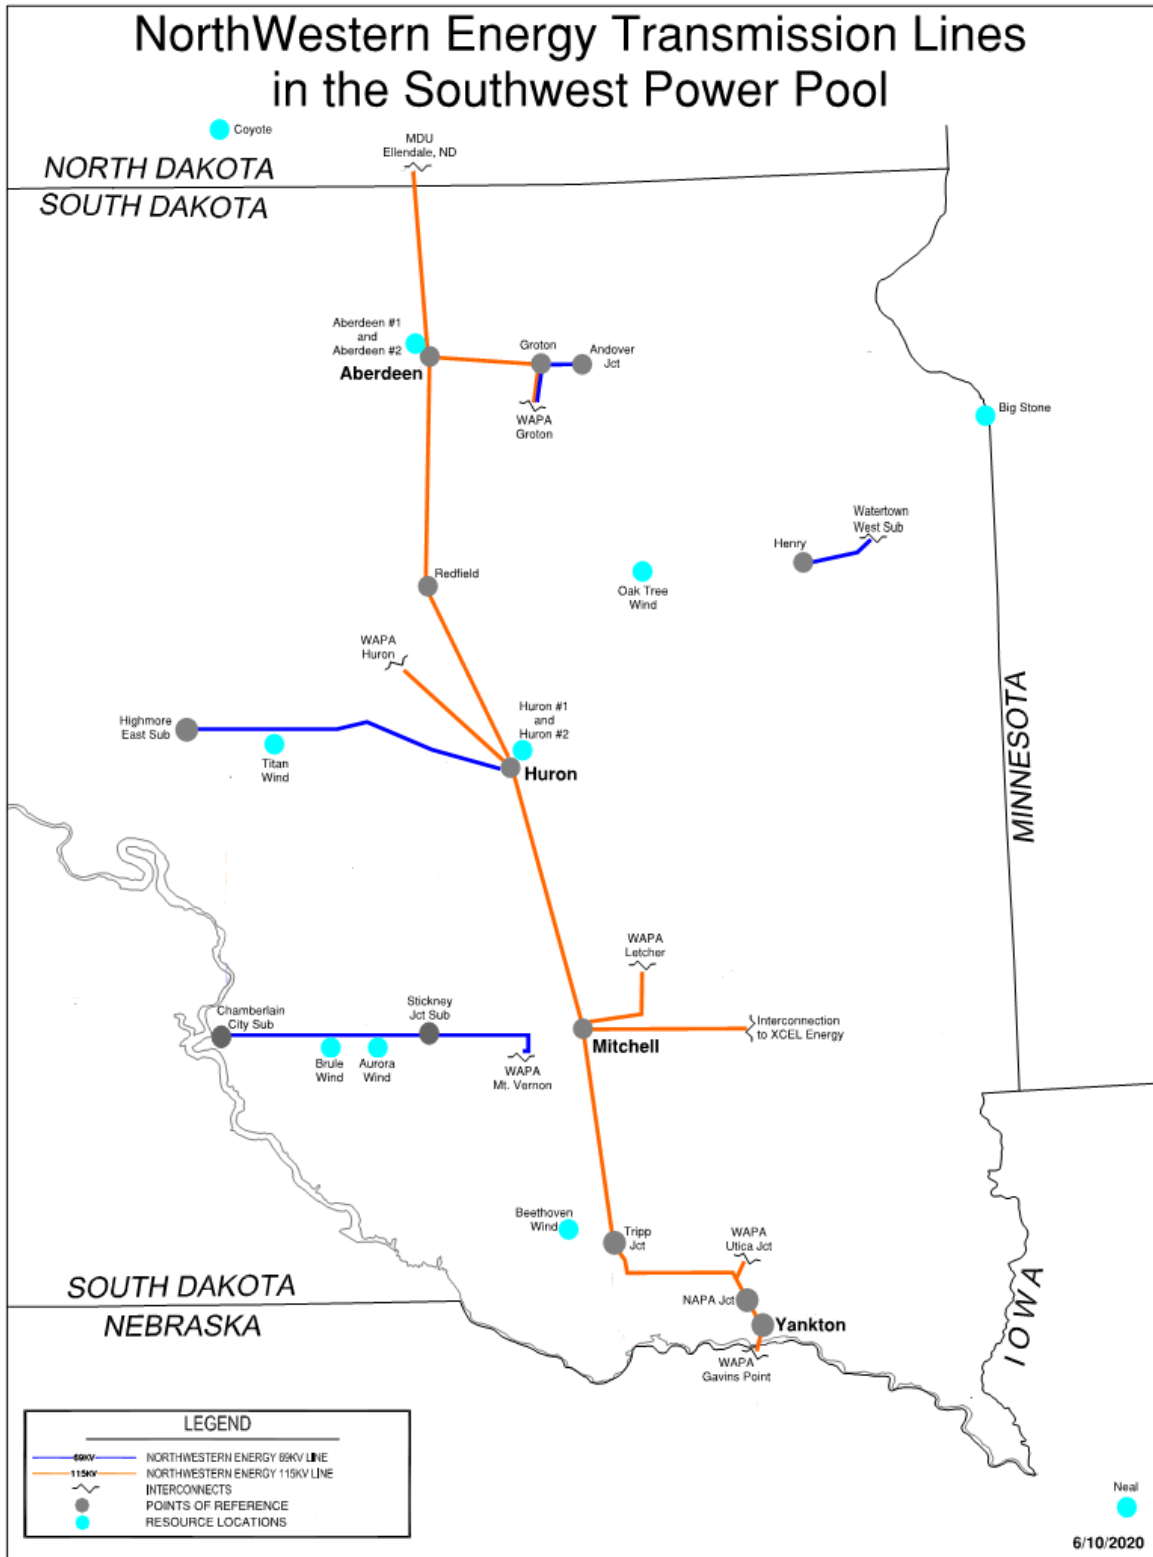 NorthWestern Energy Transmission Lines
in the Southwest Power Pool
Coyote
MDU
Ellendale, ND
NORTH DAKOTA
SOUTH DAKOTA
Aberdeen #1
and
Aberdeen #2
Aberdeen
Groton
Andover
Jct
WAPA
Groton
Big Stone
Watertown
West Sub
Henry
Redfield
Oak Tree
Wind
WAPA
Huron
Huron #1
and
Huron #2
Huron
Highmore
East Sub
Titan
Wind
MINNESOTA
WAPA
Letcher
Chamberlain
City Sub
Stickney
Jct Sub
Interconnection
to XCEL Energy
Mitchell
Brule
Wind
Aurora
Wind
WAPA
Mt. Vernon
Beethoven
Wind
Tripp
Jct
WAPA
Utica Jct
SOUTH DAKOTA
NEBRASKA
NAPA Jct
Yankton
IOWA
WAPA
Gavins Point
LEGEND
69KV NORTHWESTERN ENERGY 69KV LINE
115KV NORTHWESTERN ENERGY 115KV LINE
INTERCONNECTS
POINTS OF REFERENCE
RESOURCE LOCATIONS
Neal
6/10/2020